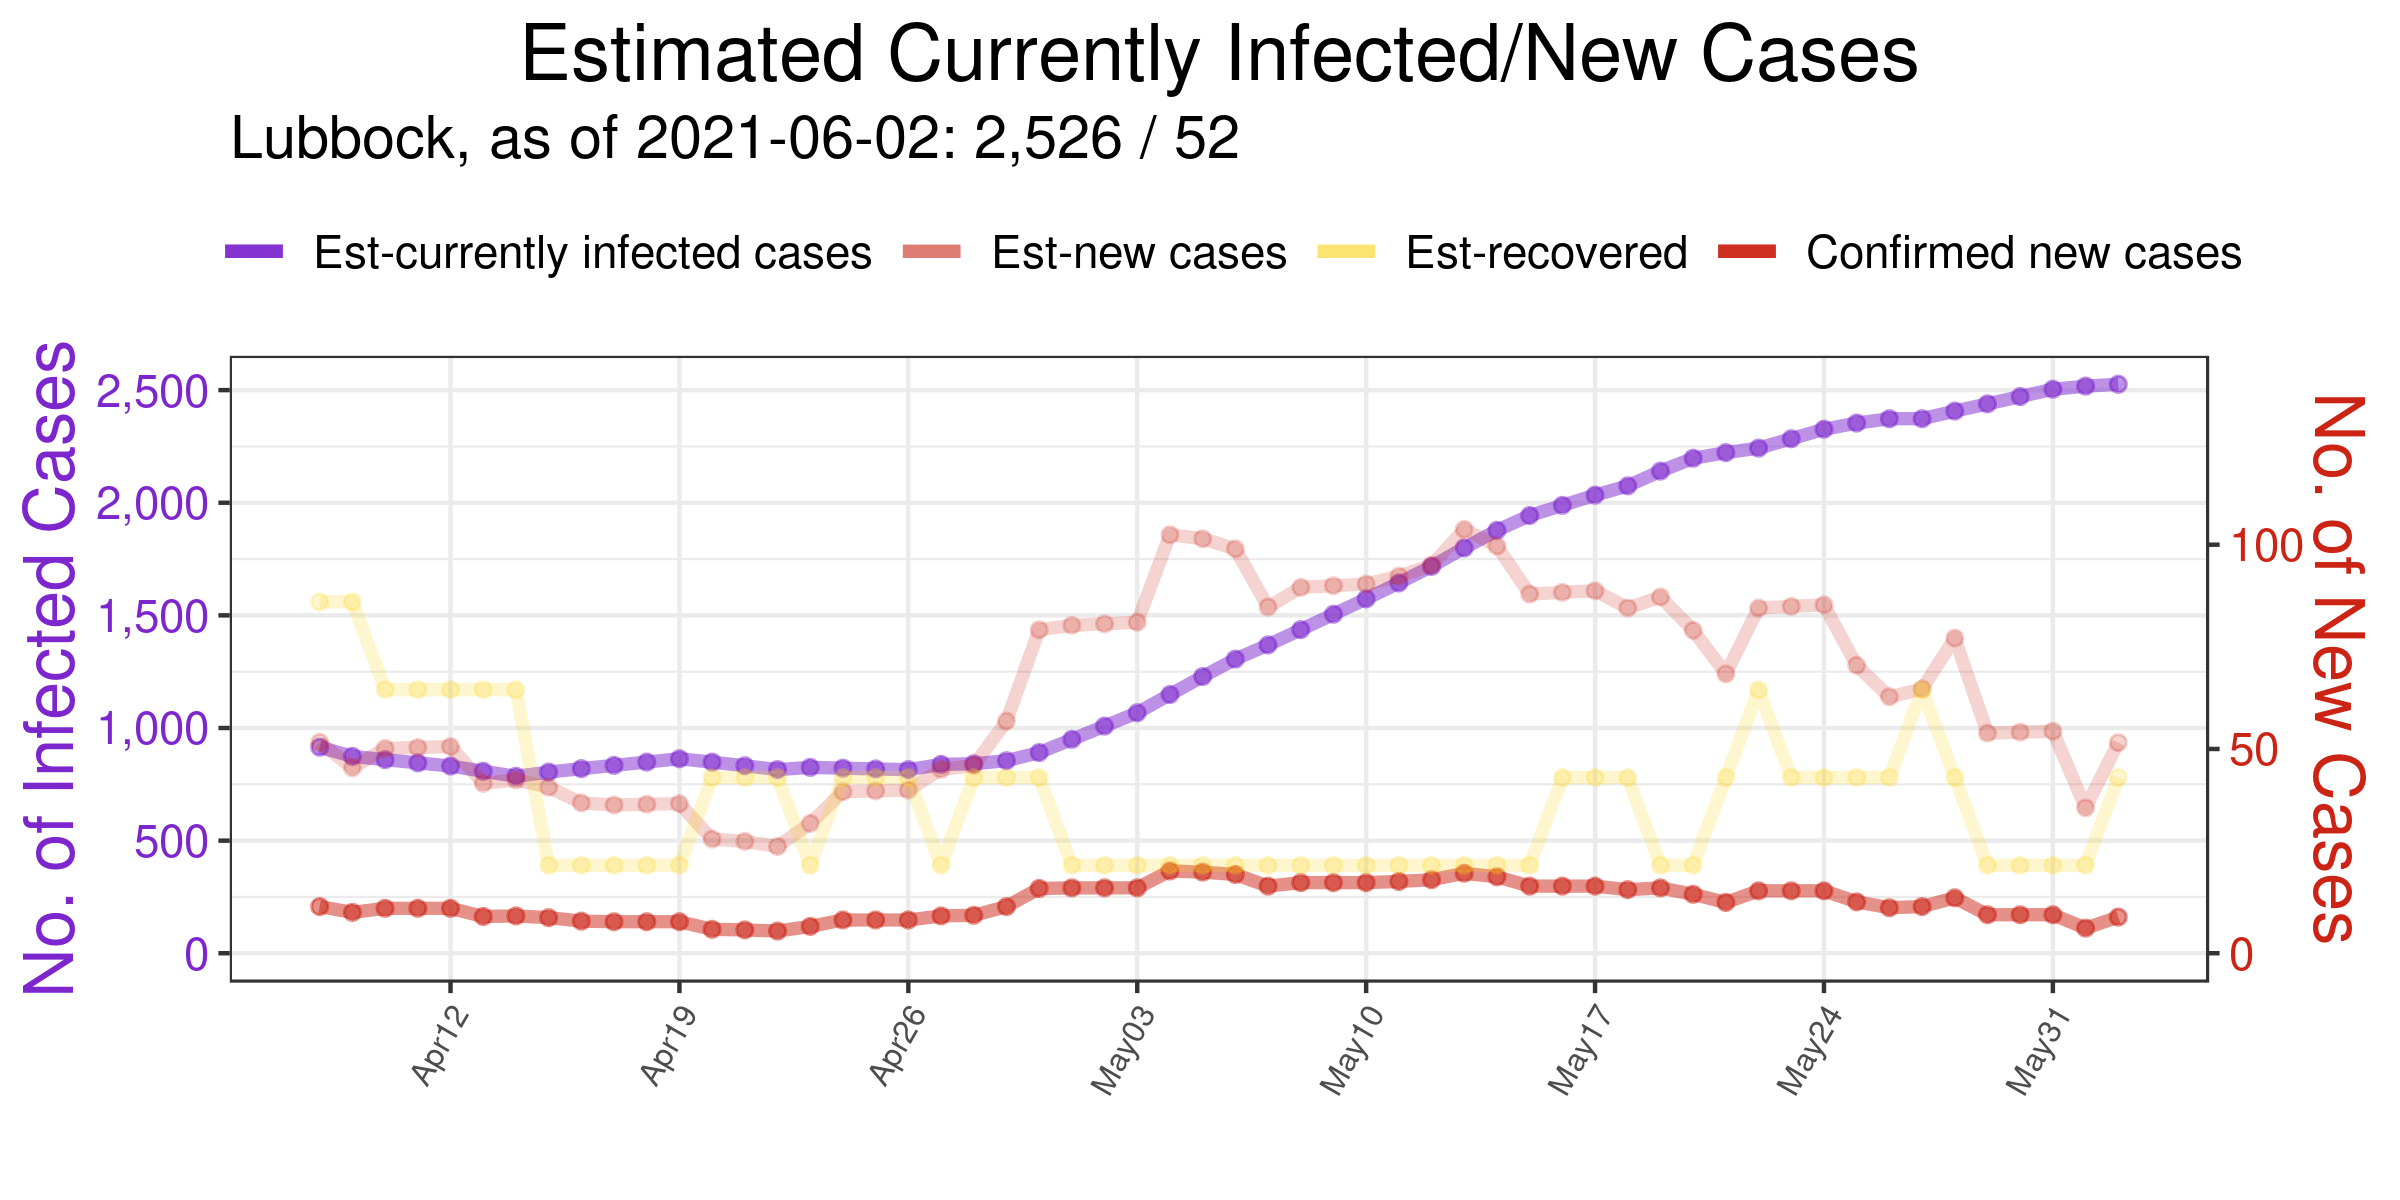 Estimated Currently Infected/New Cases
Lubbock, as of 2021-06-02: 2,526 / 52
Est-currently infected cases Est-new cases Est-recovered Confirmed new cases
No. of Infected Cases
2,500
2,000
1,500
1,000
500
0
100
50
0
No. of New Cases
Apr12 Apr19 Apr26 May03 May10 May17 May24 May31